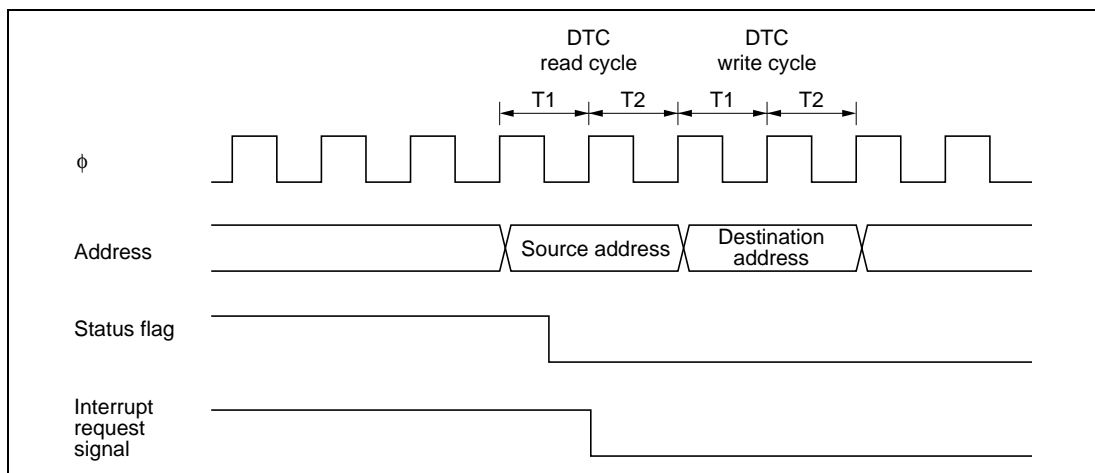 DTC
read cycle
DTC
write cycle
T1
T2
T1
T2
ϕ
Address
Source address
Destination
address
Status flag
Interrupt
request
signal